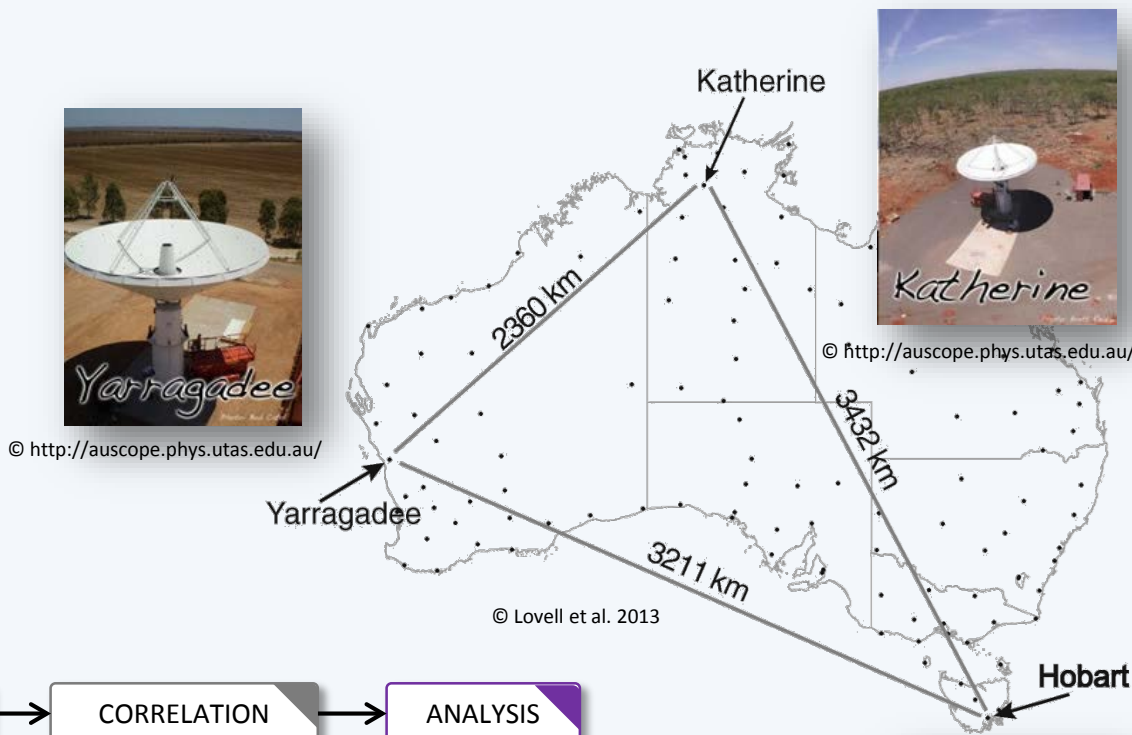 Katherine
Katherine
2360 km
Yarragadee
© http://auscope.phys.utas.edu.au/
3432 km
© http://auscope.phys.utas.edu.au/
Yarragadee
3211 km
© Lovell et al. 2013
Hobart
CORRELATION
ANALYSIS